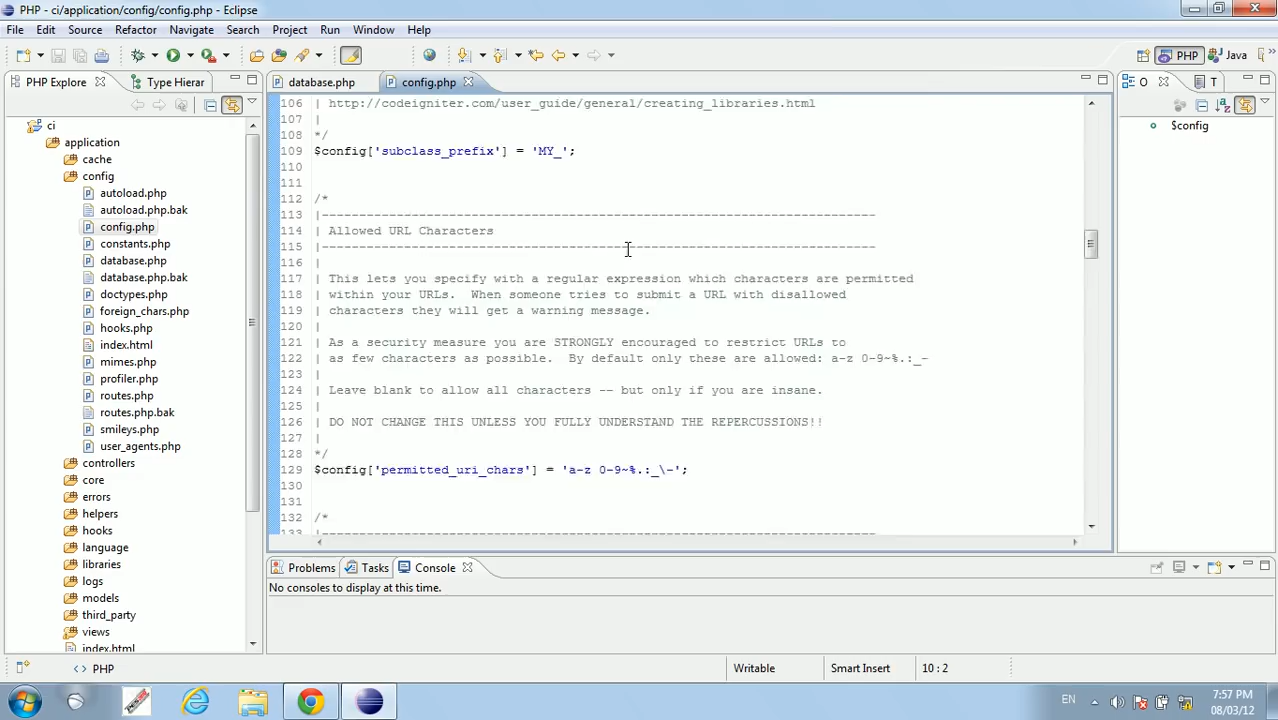 PHP - ci/application/config/config.php - Eclipse
File Edit Source Refactor Navigate Search Project Run Window Help
PHP Java
PHP Explore
Type Hierar
database.php
config.php
O
T
ci
application
cache
config
autoload.php
autoload.php.bak
config.php
constants.php
database.php
database.php.bak
doctypes.php
foreign_chars.php
hooks.php
index.html
mimes.php
profiler.php
routes.php
routes.php.bak
smileys.php
user_agents.php
controllers
core
errors
helpers
hooks
language
libraries
logs
models
third_party
views
index.html
106 | http://codeigniter.com/user_guide/general/creating_libraries.html
107 |
108 */
109 $config['subclass_prefix'] = 'MY_';
110
111
112 /*
113 |--------------------------------------------------------------------------
114 | Allowed URL Characters
115 |--------------------------------------------------------------------------
116 |
117 | This lets you specify with a regular expression which characters are permitted
118 | within your URLs.  When someone tries to submit a URL with disallowed
119 | characters they will get a warning message.
120 |
121 | As a security measure you are STRONGLY encouraged to restrict URLs to
122 | as few characters as possible.  By default only these are allowed: a-z 0-9~%.:_-
123 |
124 | Leave blank to allow all characters -- but only if you are insane.
125 |
126 | DO NOT CHANGE THIS UNLESS YOU FULLY UNDERSTAND THE REPERCUSSIONS!!
127 |
128 */
129 $config['permitted_uri_chars'] = 'a-z 0-9~%.:_\-';
130
131
132 /*
133 |--------------------------------------------------------------------------
$config
Problems
Tasks
Console
No consoles to display at this time.
PHP
Writable
Smart Insert
10 : 2
EN
7:57 PM
08/03/12